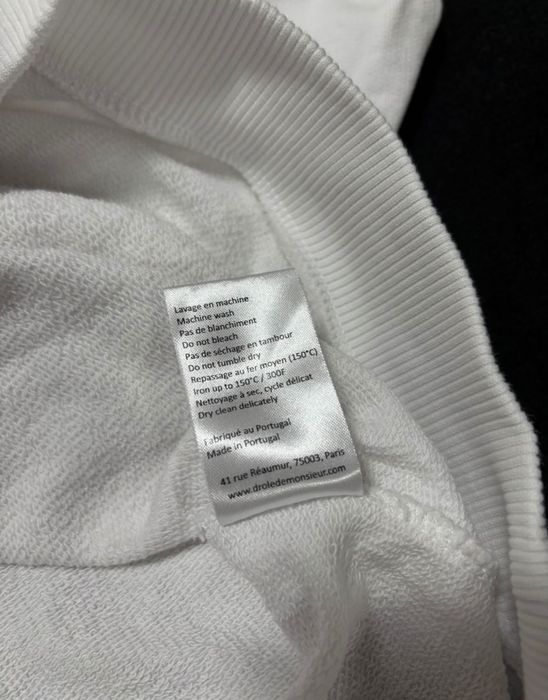 Lavage en machine
Machine wash
Pas de blanchiment
Do not bleach
Pas de séchage en tambour
Do not tumble dry
Repassage au fer moyen (150°C)
Iron up to 150°C / 300F
Nettoyage à sec, cycle délicat
Dry clean delicately
Fabriqué au Portugal
Made in Portugal
41 rue Réaumur, 75003, Paris
www.droledemonsieur.com